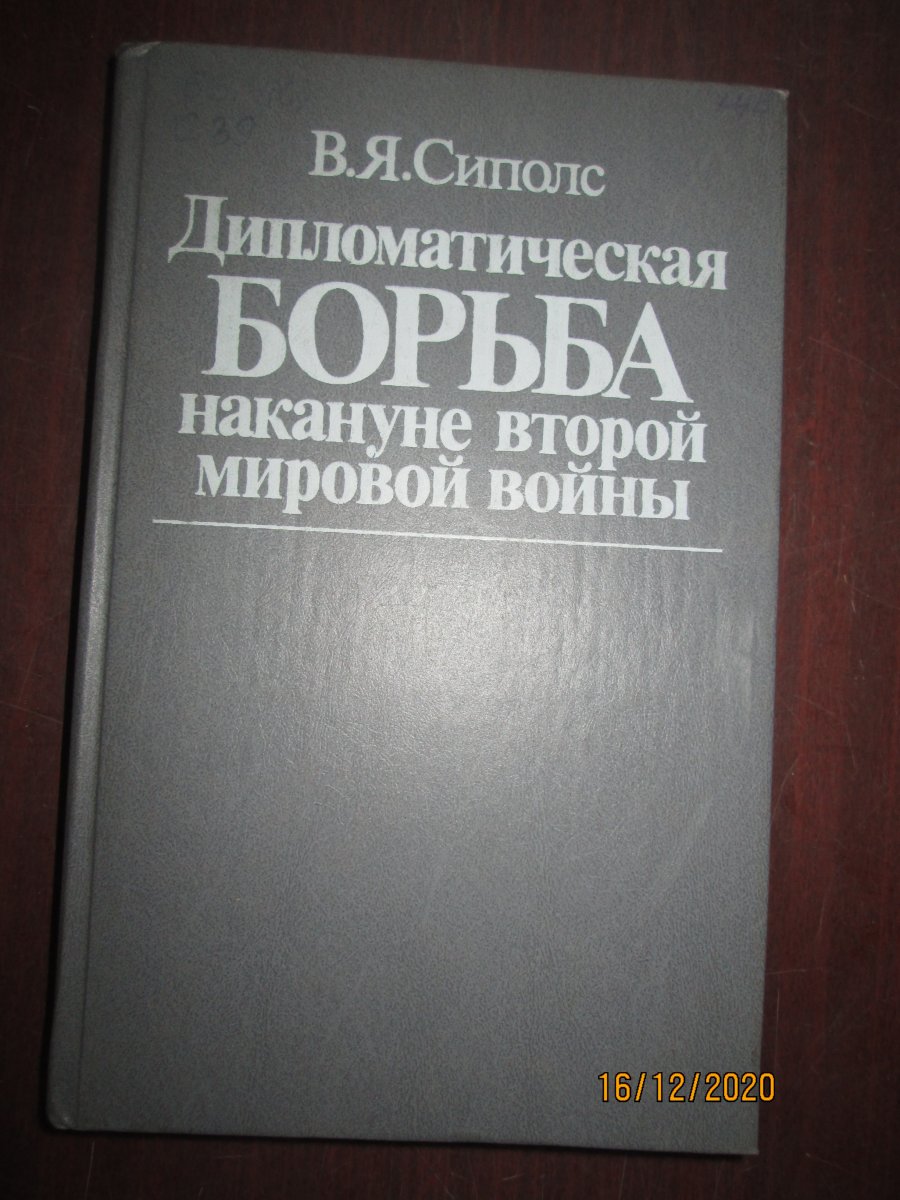 В.Я.Сиполс
Дипломатическая
БОРЬБА
накануне второй
мировой войны
16/12/2020